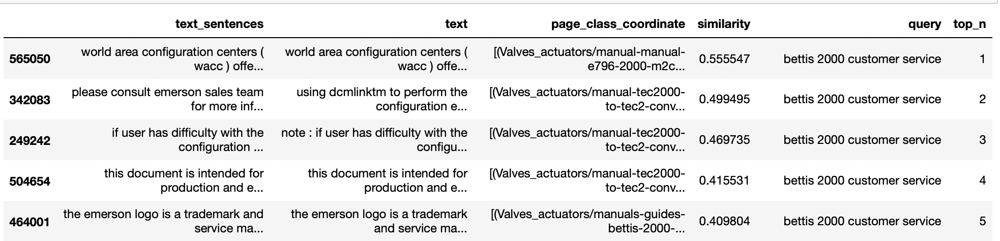 text_sentences text page_class_coordinate similarity query top_n
565050 world area configuration centers ( wacc ) offe... world area configuration centers ( wacc ) offe... [(Valves_actuators/manual-manual-e796-2000-m2c... 0.555547 bettis 2000 customer service 1
342083 please consult emerson sales team for more inf... using dcmlinktm to perform the configuration e... [(Valves_actuators/manual-tec2000-to-tec2-conv... 0.499495 bettis 2000 customer service 2
249242 if user has difficulty with the configuration ... note : if user has difficulty with the configu... [(Valves_actuators/manual-tec2000-to-tec2-conv... 0.469735 bettis 2000 customer service 3
504654 this document is intended for production and e... this document is intended for production and e... [(Valves_actuators/manual-tec2000-to-tec2-conv... 0.415531 bettis 2000 customer service 4
464001 the emerson logo is a trademark and service ma... the emerson logo is a trademark and service ma... [(Valves_actuators/manuals-guides-bettis-2000-... 0.409804 bettis 2000 customer service 5